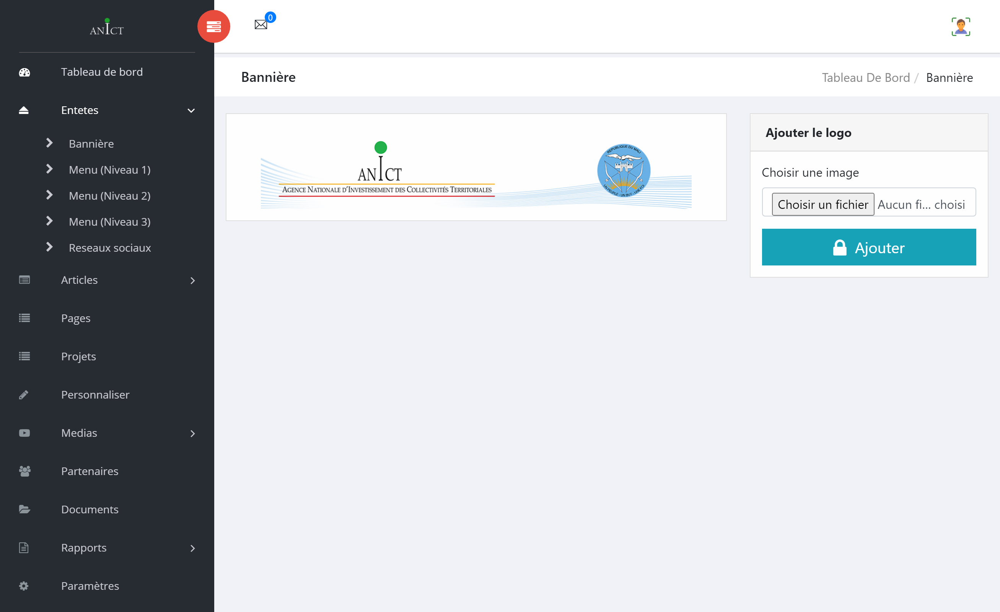 ANICT
0
Tableau de bord
Entetes
Bannière
Menu (Niveau 1)
Menu (Niveau 2)
Menu (Niveau 3)
Reseaux sociaux
Articles
Pages
Projets
Personnaliser
Medias
Partenaires
Documents
Rapports
Paramètres
Bannière
Tableau De Bord / Bannière
ANICT
AGENCE NATIONALE D'INVESTISSEMENT DES COLLECTIVITÉS TERRITORIALES
REPUBLIQUE DU MALI
UN PEUPLE - UN BUT - UNE FOI
Ajouter le logo
Choisir une image
Choisir un fichier Aucun fi... choisi
Ajouter